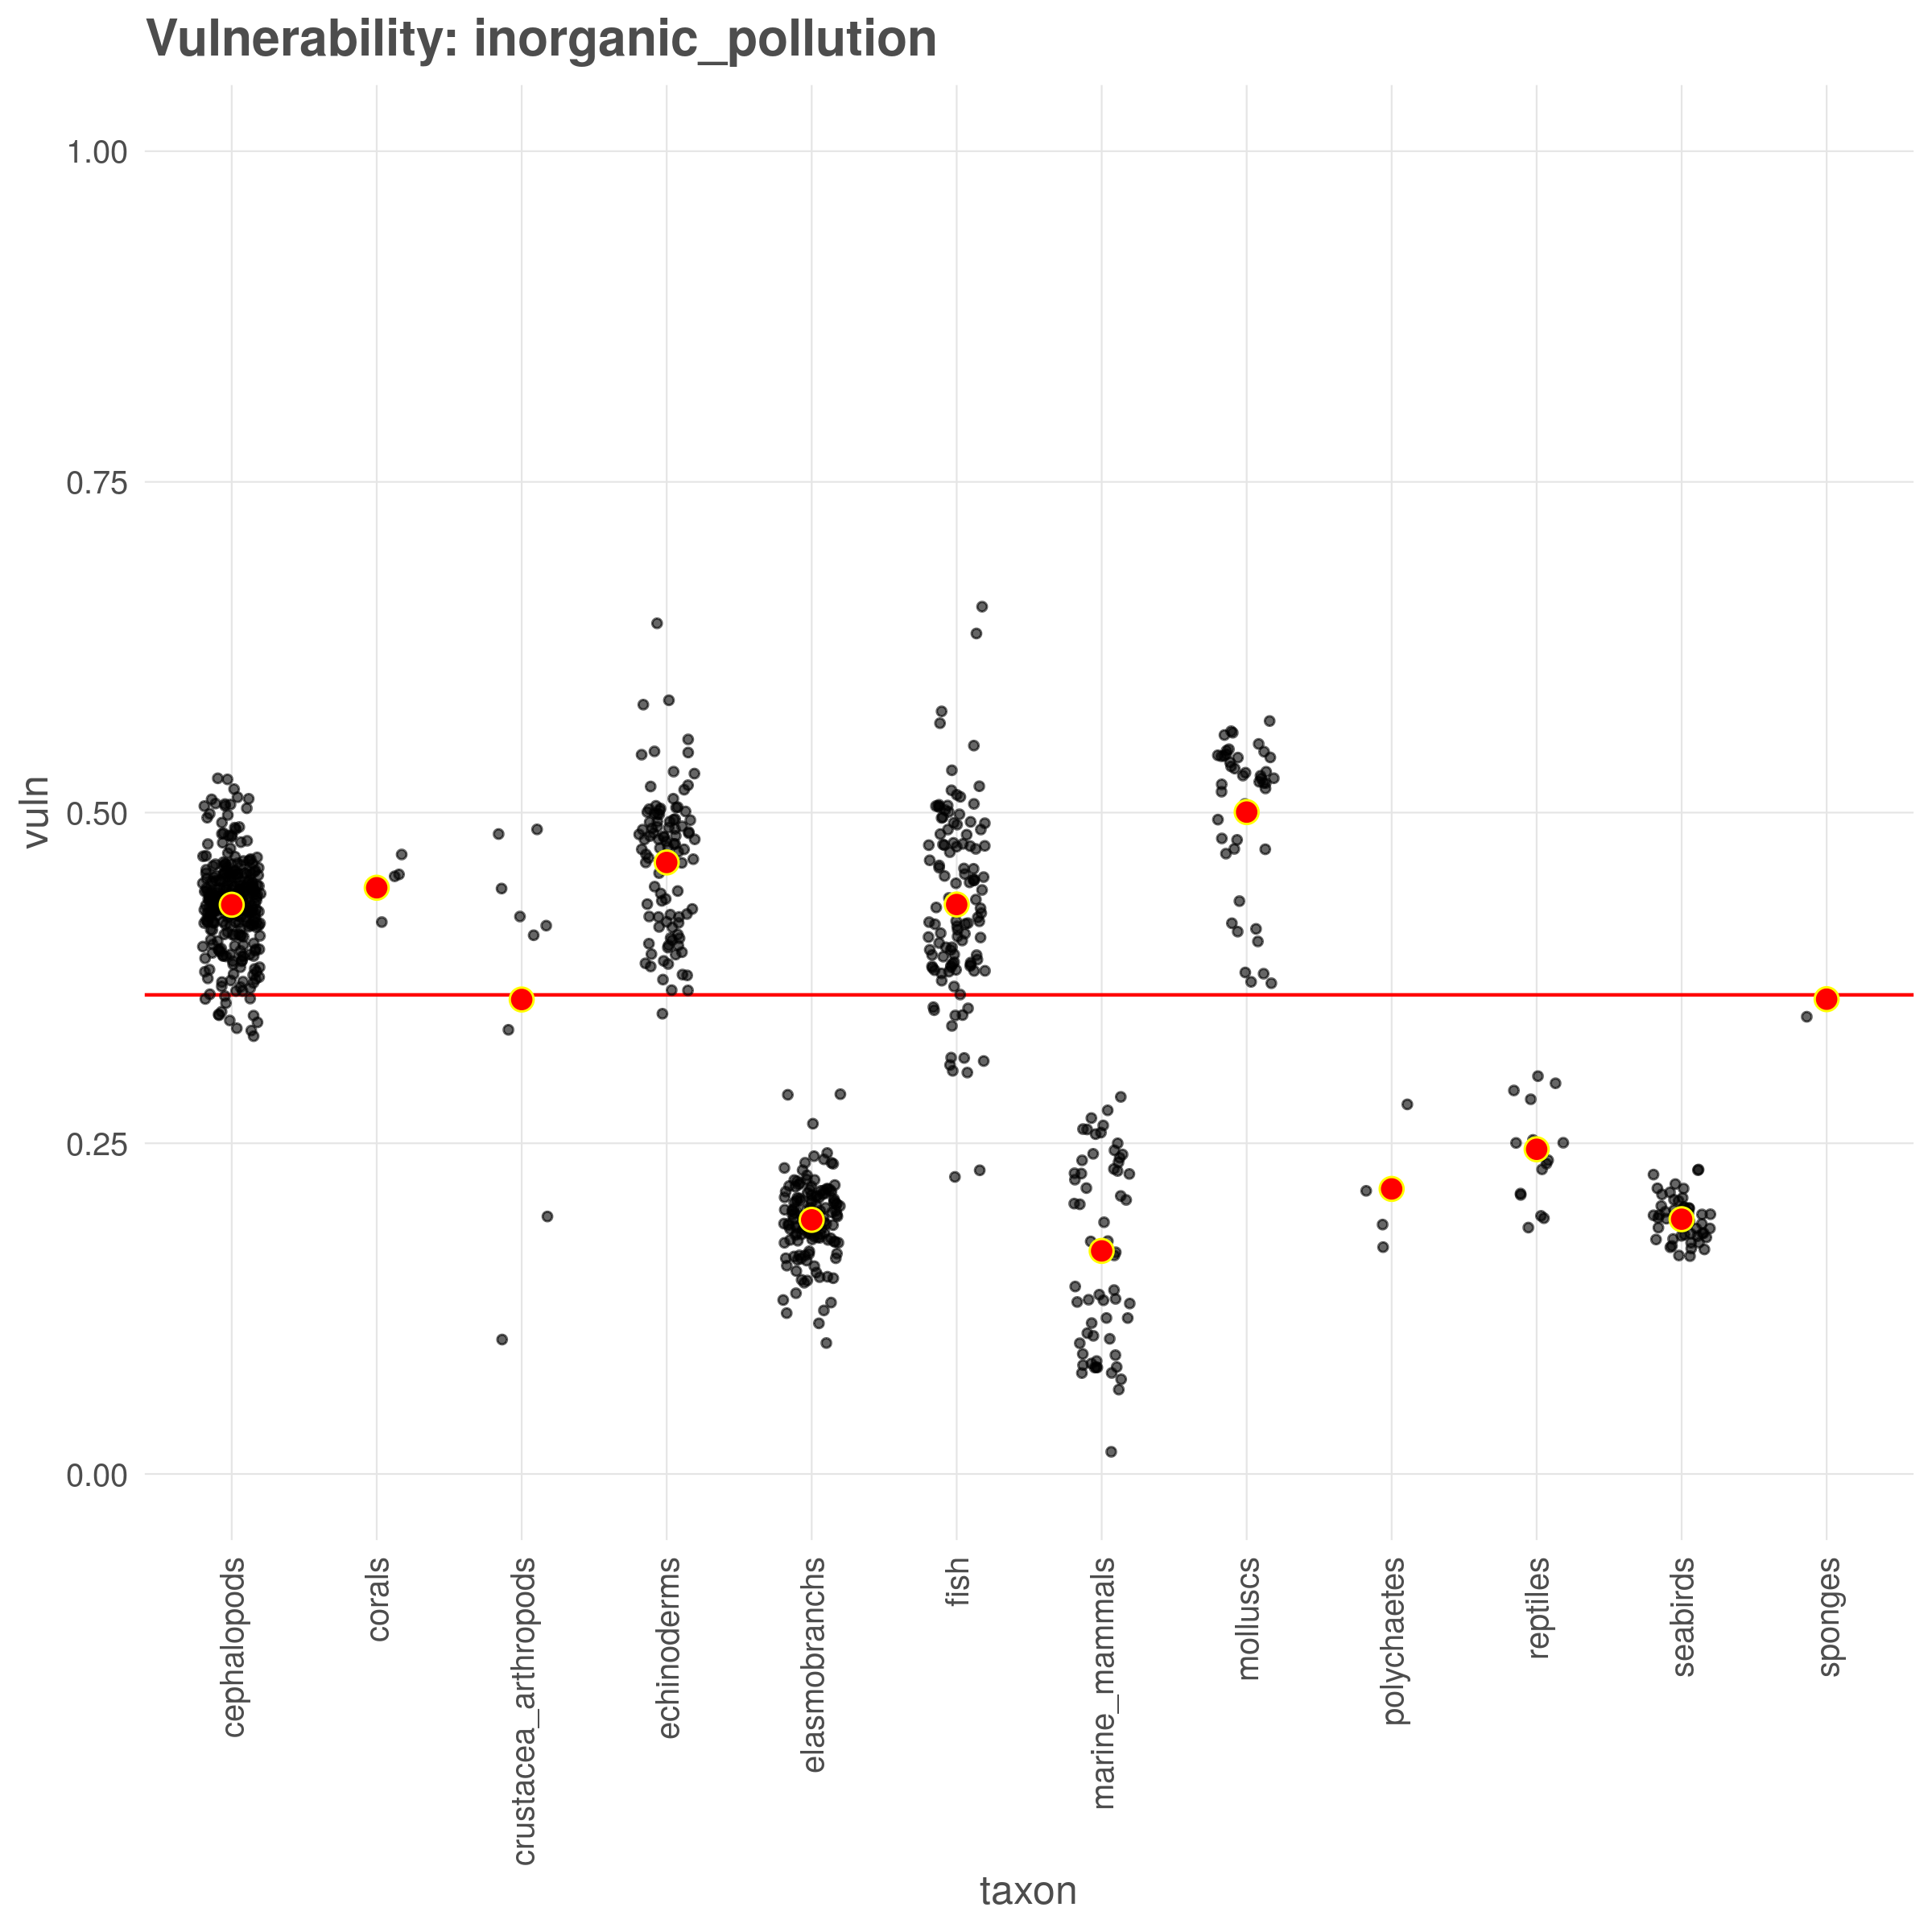 Vulnerability: inorganic_pollution
vuln
1.00
0.75
0.50
0.25
0.00
cephalopods
corals
crustacea_arthropods
echinoderms
elasmobranchs
fish
marine_mammals
molluscs
polychaetes
reptiles
seabirds
sponges
taxon